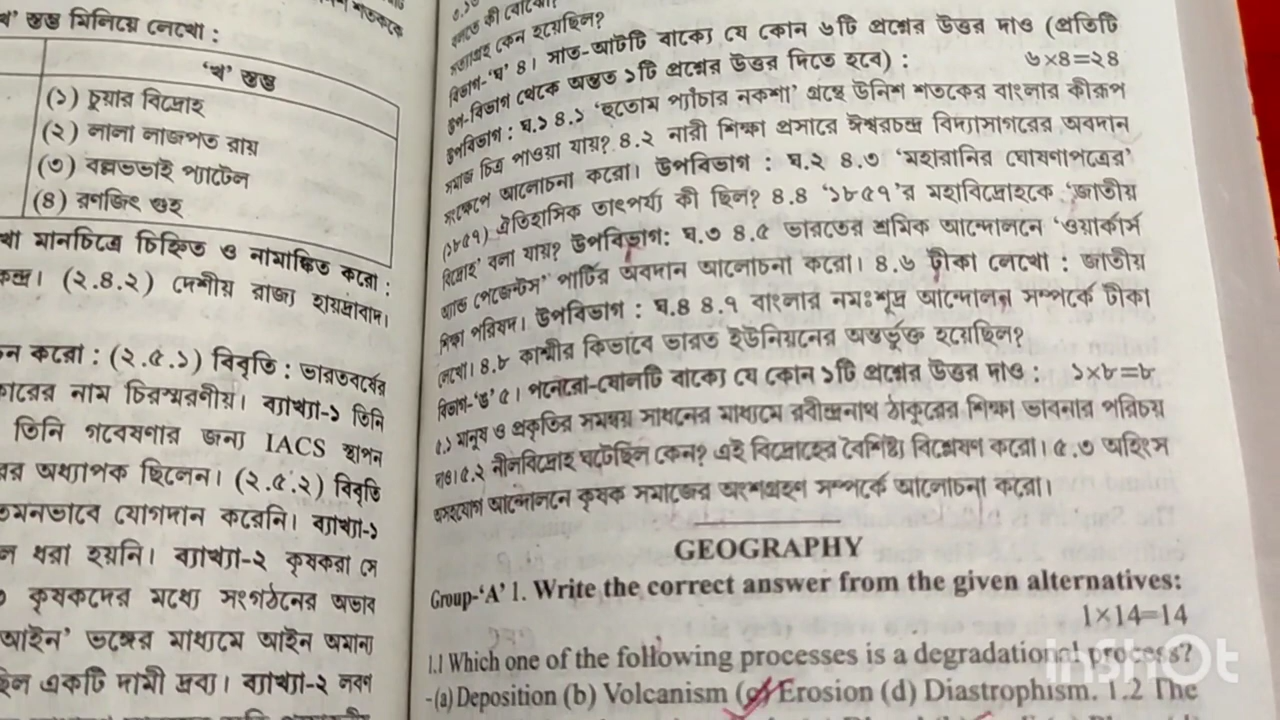 খ' স্তম্ভ মিনিয়ে লেখো :
'খ' স্তম্ভ
(১) চুয়ার বিদ্রোহ
(২) লালা লাজপত রায়
(৩) বল্লভভাই প্যাটেল
(৪) রণজিৎ গুহ
মানচিত্রে চিহ্নিত ও নামাঙ্কিত করো :
(২.৪.২) দেশীয় রাজ্য হায়দ্রাবাদ।
করো : (২.৫.১) বিবৃতি : ভারতবর্ষের
কারের নাম চিরস্মরণীয়। ব্যাখ্যা-১ তিনি
তিনি গবেষণার জন্য IACS স্থাপন
অধ্যাপক ছিলেন। (২.৫.২) বিবৃতি
তেমনভাবে যোগদান করেনি। ব্যাখ্যা-১
ধরা হয়নি। ব্যাখ্যা-২ কৃষকরা সে
কৃষকদের মধ্যে সংগঠনের অভাব
আইন' ভঙ্গের মাধ্যমে আইন অমান্য
একটি দামী দ্রব্য। ব্যাখ্যা-২ লবণ
সত্যাগ্রহ কেন হয়েছিল?
বিভাগ-'ঘ' ৪। সাত-আটটি বাক্যে যে কোন ৬টি প্রশ্নের উত্তর দাও (প্রতিটি
উপ-বিভাগ থেকে অন্তত ১টি প্রশ্নের উত্তর দিতে হবে) : ৬×৪=২৪
উপবিভাগ : ঘ.১ ৪.১ 'হুতোম প্যাঁচার নকশা' গ্রন্থে উনিশ শতকের বাংলার কীরূপ
সমাজ চিত্র পাওয়া যায়? ৪.২ নারী শিক্ষা প্রসারে ঈশ্বরচন্দ্র বিদ্যাসাগরের অবদান
সংক্ষেপে আলোচনা করো। উপবিভাগ : ঘ.২ ৪.৩ 'মহারানির ঘোষণাপত্রের'
(১৮৫৭) ঐতিহাসিক তাৎপর্য্য কী ছিল? ৪.৪ '১৮৫৭'র মহাবিদ্রোহকে 'জাতীয়
বিদ্রোহ' বলা যায়? উপবিভাগ: ঘ.৩ ৪.৫ ভারতের শ্রমিক আন্দোলনে 'ওয়ার্কার্স
অ্যান্ড পেজেন্টস" পার্টির অবদান আলোচনা করো। ৪.৬ টীকা লেখো : জাতীয়
শিক্ষা পরিষদ। উপবিভাগ : ঘ.৪ ৪.৭ বাংলার নমঃশূদ্র আন্দোলন সম্পর্কে টীকা
লেখো। ৪.৮ কাশ্মীর কিভাবে ভারত ইউনিয়নের অন্তর্ভুক্ত হয়েছিল?
বিভাগ-'ঙ' ৫। পনেরো-ষোলটি বাক্যে যে কোন ১টি প্রশ্নের উত্তর দাও : ১×৮=৮
৫.১ মানুষ ও প্রকৃতির সমন্বয় সাধনের মাধ্যমে রবীন্দ্রনাথ ঠাকুরের শিক্ষা ভাবনার পরিচয়
দাও। ৫.২ নীলবিদ্রোহ ঘটেছিল কেন? এই বিদ্রোহের বৈশিষ্ট্য বিশ্লেষণ করো। ৫.৩ অহিংস
অসহযোগ আন্দোলনে কৃষক সমাজের অংশগ্রহণ সম্পর্কে আলোচনা করো।
GEOGRAPHY
Group-'A' 1. Write the correct answer from the given alternatives:
1×14=14
1.1 Which one of the following processes is a degradational process?
-(a) Deposition (b) Volcanism (c) Erosion (d) Diastrophism. 1.2 The
inshot